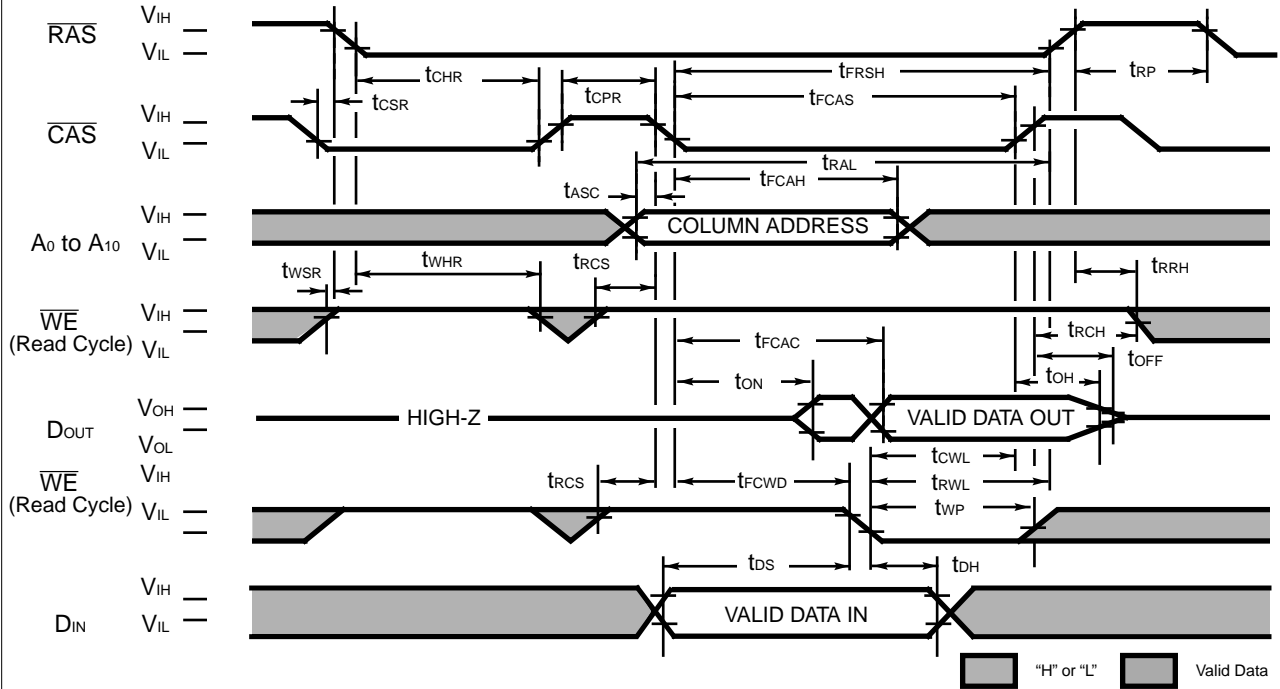 RAS VIH
VIL
tCHR tFRSH tRP
tCSR tCPR tFCAS
CAS VIH
VIL
tRAL
tFCAH
tASC
A0 to A10 VIH
VIL
COLUMN ADDRESS
tWSR tWHR tRCS tRRH
WE VIH
(Read Cycle) VIL
tRCH
tFCAC tOFF
tON tOH
DOUT VOH
VOL
HIGH-Z VALID DATA OUT
tCWL
WE VIH
(Read Cycle) VIL
tRCS tFCWD tRWL
tWP
tDS tDH
DIN VIH
VIL
VALID DATA IN
“H” or “L” Valid Data